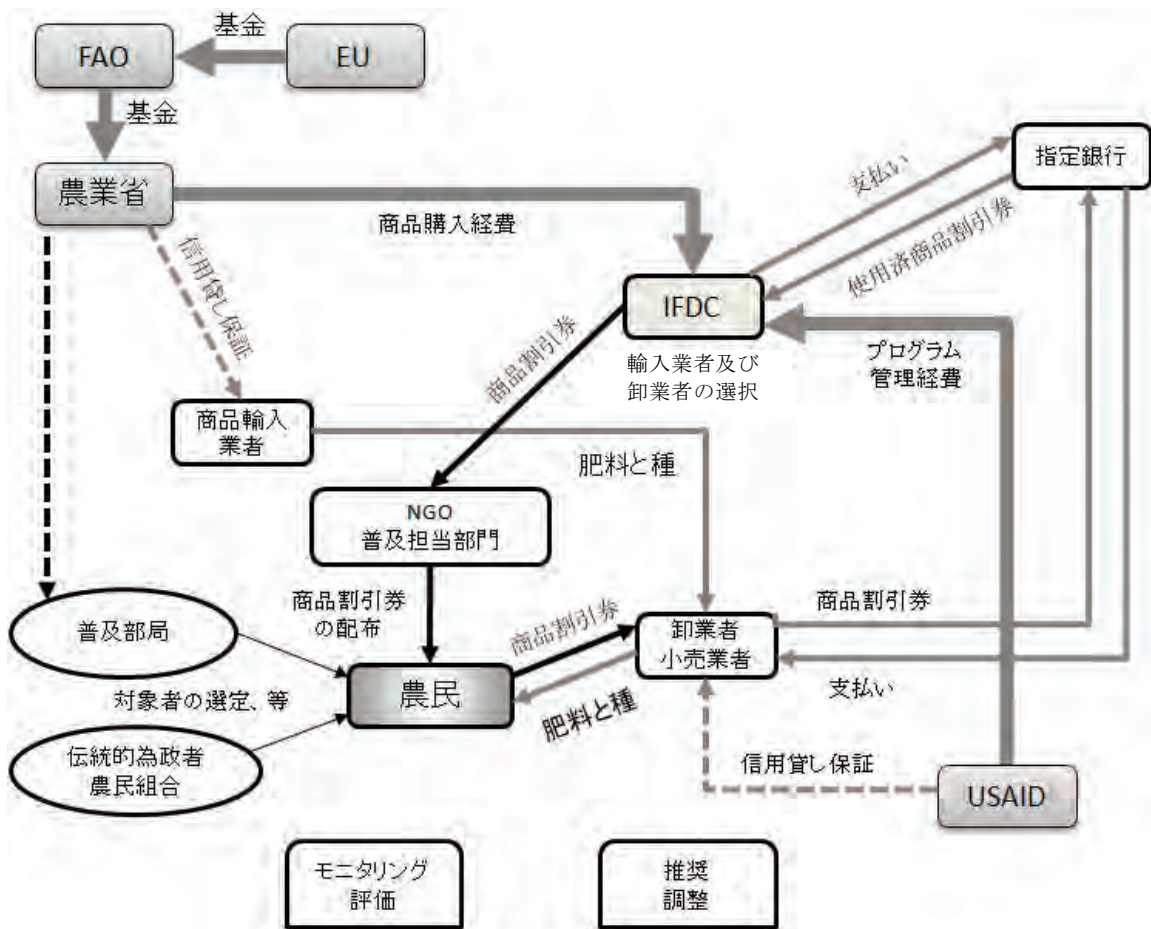 基金
FAO
EU
基金
指定銀行
農業省
支払い
商品購入経費
使用済商品割引券
信用貸し保証
IFDC
商品割引券
輸入業者及び
卸業者の選択
プログラム
管理経費
商品輸入
業者
肥料と種
NGO
普及担当部門
商品割引券
の配布
商品割引券
商品割引券
普及部局
卸業者
小売業者
対象者の選定、等
農民
支払い
肥料と種
伝統的為政者
農民組合
信用貸し保証
USAID
モニタリング
評価
推奨
調整